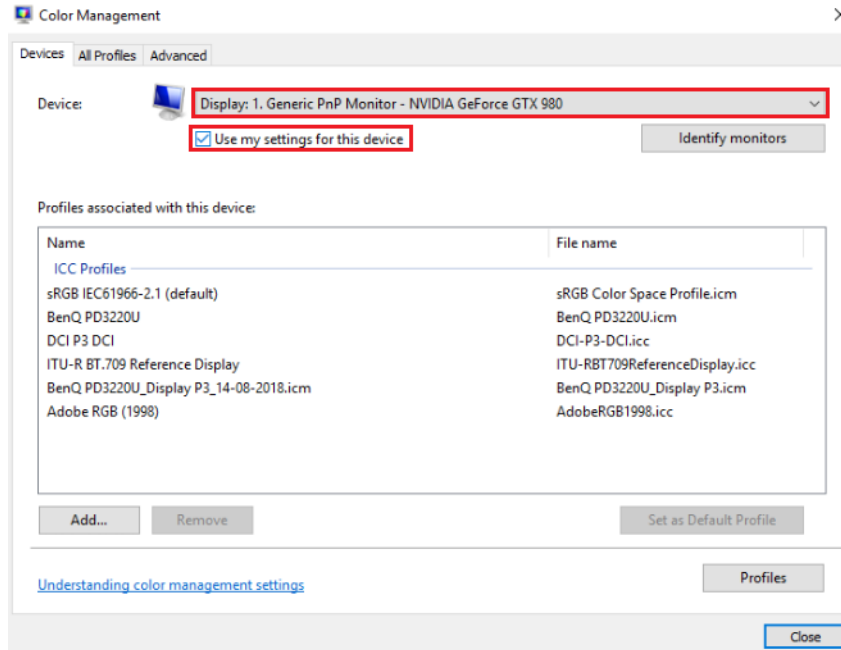 Color Management
Devices All Profiles Advanced
Device: Display: 1. Generic PnP Monitor - NVIDIA GeForce GTX 980
Use my settings for this device Identify monitors
Profiles associated with this device:
Name File name
ICC Profiles
sRGB IEC61966-2.1 (default) sRGB Color Space Profile.icm
BenQ PD3220U BenQ PD3220U.icm
DCI P3 DCI DCI-P3-DCI.icc
ITU-R BT.709 Reference Display ITU-RBT709ReferenceDisplay.icc
BenQ PD3220U_Display P3_14-08-2018.icm BenQ PD3220U_Display P3.icm
Adobe RGB (1998) AdobeRGB1998.icc
Add... Remove Set as Default Profile
Understanding color management settings Profiles
Close